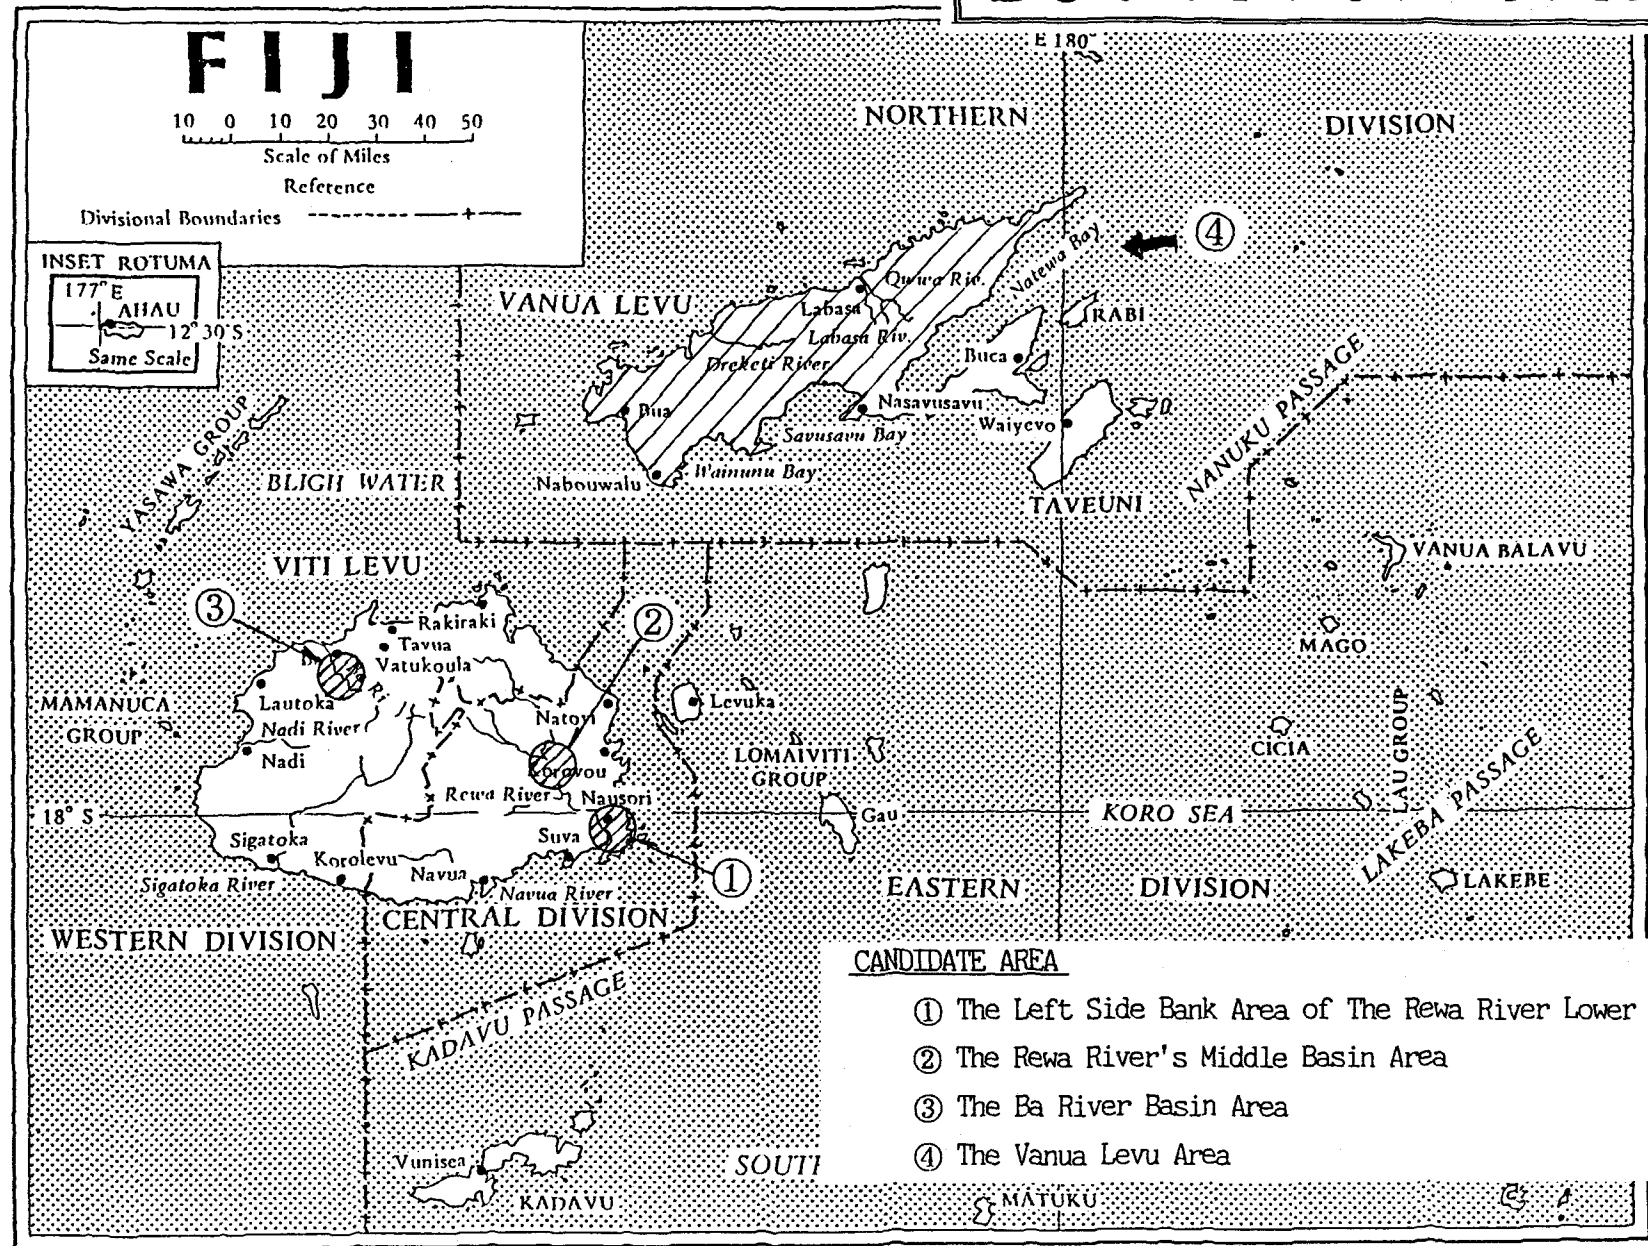 FIJI
10 0 10 20 30 40 50
Scale of Miles
Reference
Divisional Boundaries
INSET ROTUMA
177° E
AHAU
12° 30' S
Same Scale
E 180°
NORTHERN
DIVISION
④
VANUA LEVU
Labasa
Labasa Riv.
Natewa Bay
RABI
Dreketi River
Buca
Bua
Nasavusavu
Savusavu Bay
Waiyevo
Wainunu Bay
Nabouwalu
TAVEUNI
NANUKU PASSAGE
YASAWA GROUP
BLIGH WATER
VITI LEVU
VANUA BALAVU
③
②
Rakiraki
Tavua
Vatukoula
MAGO
Lautoka
MAMANUCA
GROUP
Nadi River
Nadi
Levuka
LOMAIVITI
GROUP
CICIA
LAU GROUP
LAKEBA PASSAGE
Rewa River
Nausori
18° S
Gau
KORO SEA
Sigatoka
Korolevu
Suva
Navua
Sigatoka River
Navua River
①
LAKEBE
EASTERN
DIVISION
CENTRAL DIVISION
WESTERN DIVISION
KADAVU PASSAGE
Vunisea
KADAVU
MATUKU
CANDIDATE AREA
① The Left Side Bank Area of The Rewa River Lower
② The Rewa River's Middle Basin Area
③ The Ba River Basin Area
④ The Vanua Levu Area